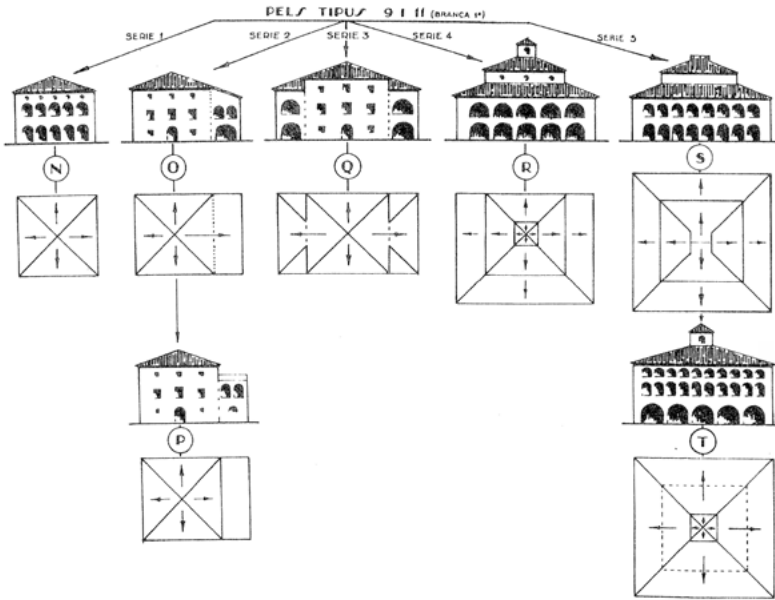 PELS TIPUS 9 I 11 (BRANCA 1ª)
SERIE 1 SERIE 2 SERIE 3 SERIE 4 SERIE 5
N O Q R S
P T